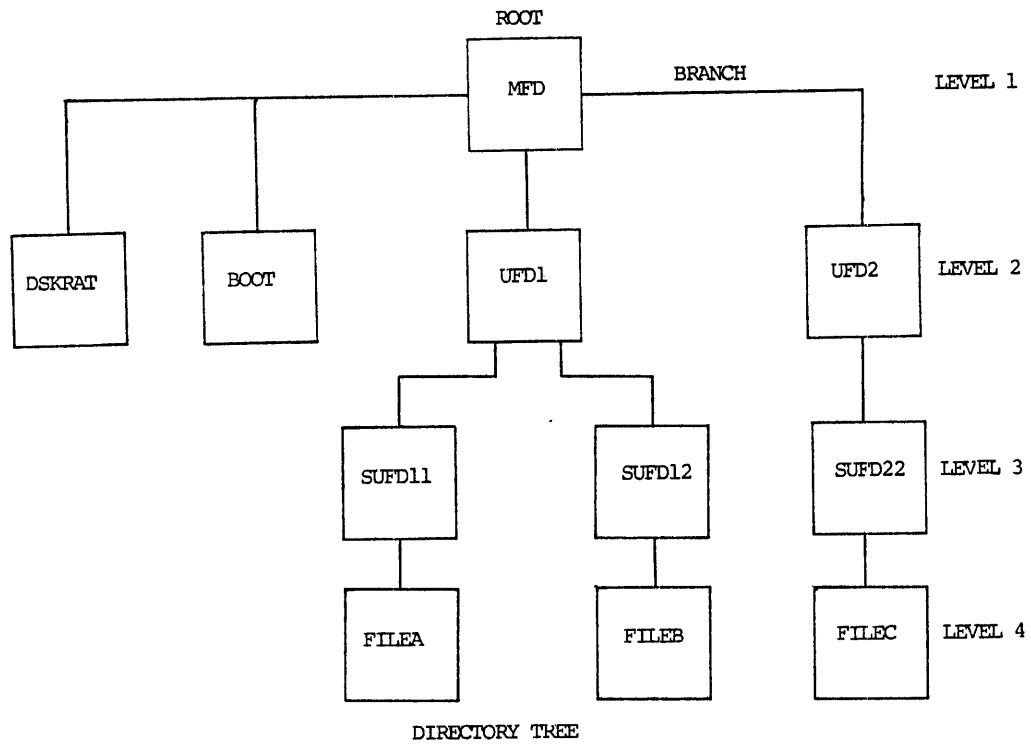 ROOT
MFD
BRANCH
LEVEL 1
DSKRAT
BOOT
UFD1
UFD2
LEVEL 2
SUFD11
SUFD12
SUFD22
LEVEL 3
FILEA
FILEB
FILEC
LEVEL 4
DIRECTORY TREE